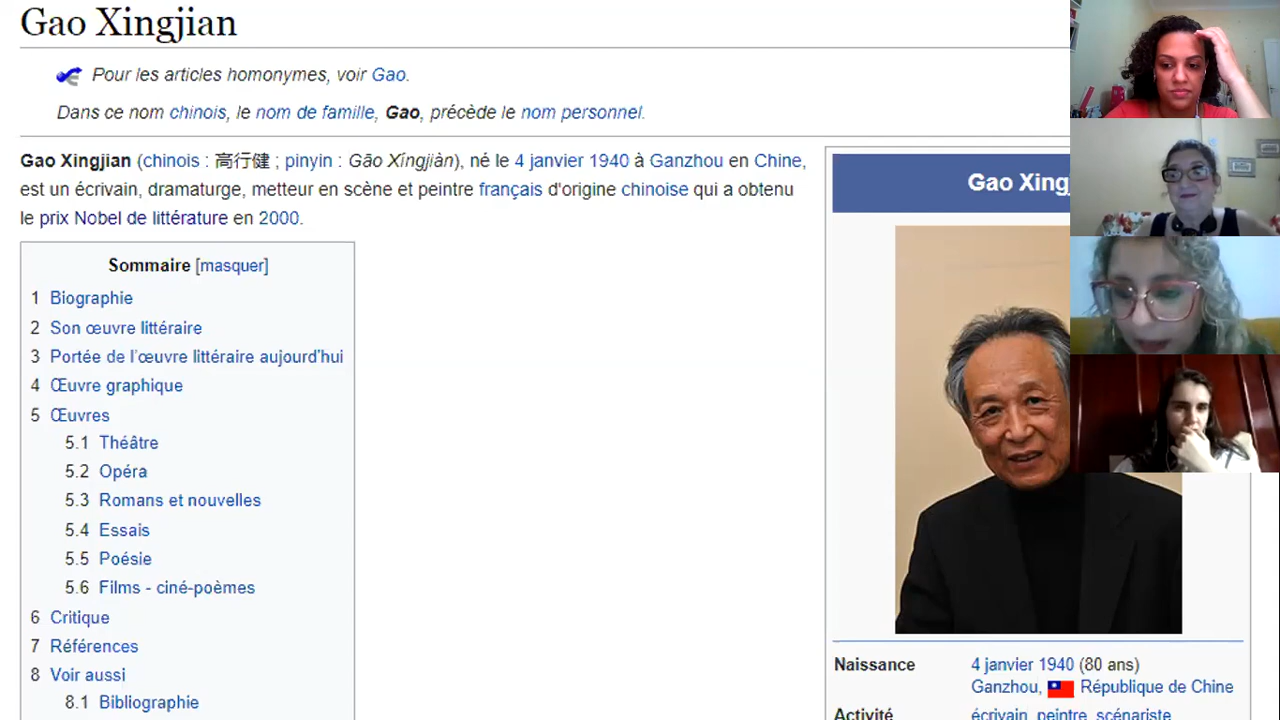 Gao Xingjian
Pour les articles homonymes, voir Gao.
Dans ce nom chinois, le nom de famille, Gao, précède le nom personnel.
Gao Xingjian (chinois : 高行健 ; pinyin : Gāo Xíngjiàn), né le 4 janvier 1940 à Ganzhou en Chine,
est un écrivain, dramaturge, metteur en scène et peintre français d'origine chinoise qui a obtenu
le prix Nobel de littérature en 2000.
Sommaire [masquer]
1 Biographie
2 Son œuvre littéraire
3 Portée de l'œuvre littéraire aujourd'hui
4 Œuvre graphique
5 Œuvres
5.1 Théâtre
5.2 Opéra
5.3 Romans et nouvelles
5.4 Essais
5.5 Poésie
5.6 Films - ciné-poèmes
6 Critique
7 Références
8 Voir aussi
8.1 Bibliographie
Gao Xing
Naissance 4 janvier 1940 (80 ans)
Ganzhou, République de Chine
Activité écrivain, peintre, scénariste